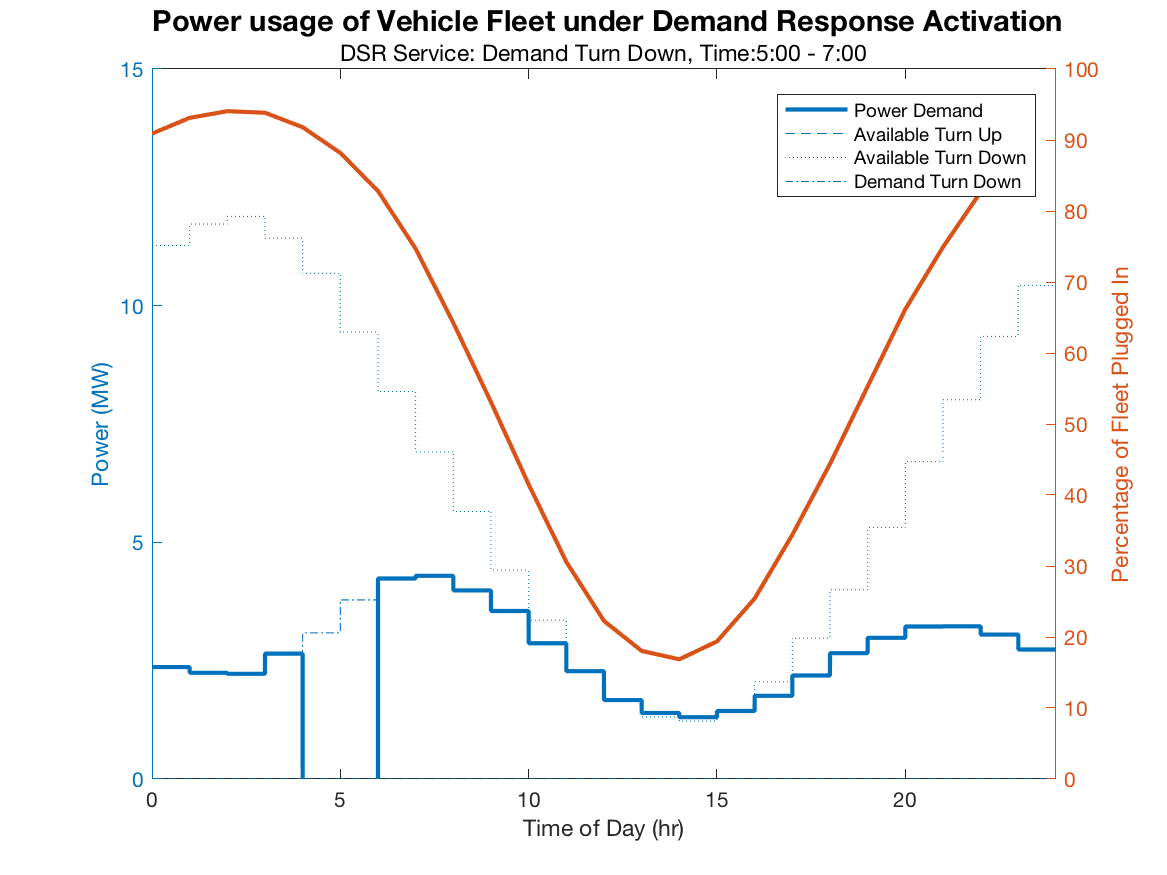 Power usage of Vehicle Fleet under Demand Response Activation
DSR Service: Demand Turn Down, Time:5:00 - 7:00
Power Demand
Available Turn Up
Available Turn Down
Demand Turn Down
Power (MW)
15
10
5
0
Percentage of Fleet Plugged In
100
90
80
70
60
50
40
30
20
10
0
0 5 10 15 20
Time of Day (hr)